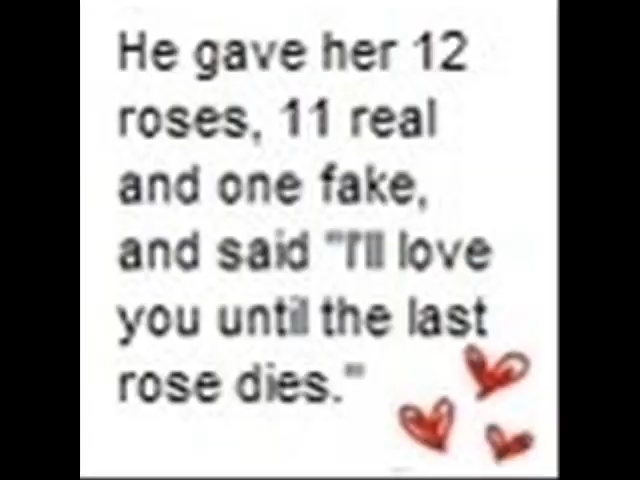 He gave her 12
roses, 11 real
and one fake,
and said "I'll love
you until the last
rose dies."